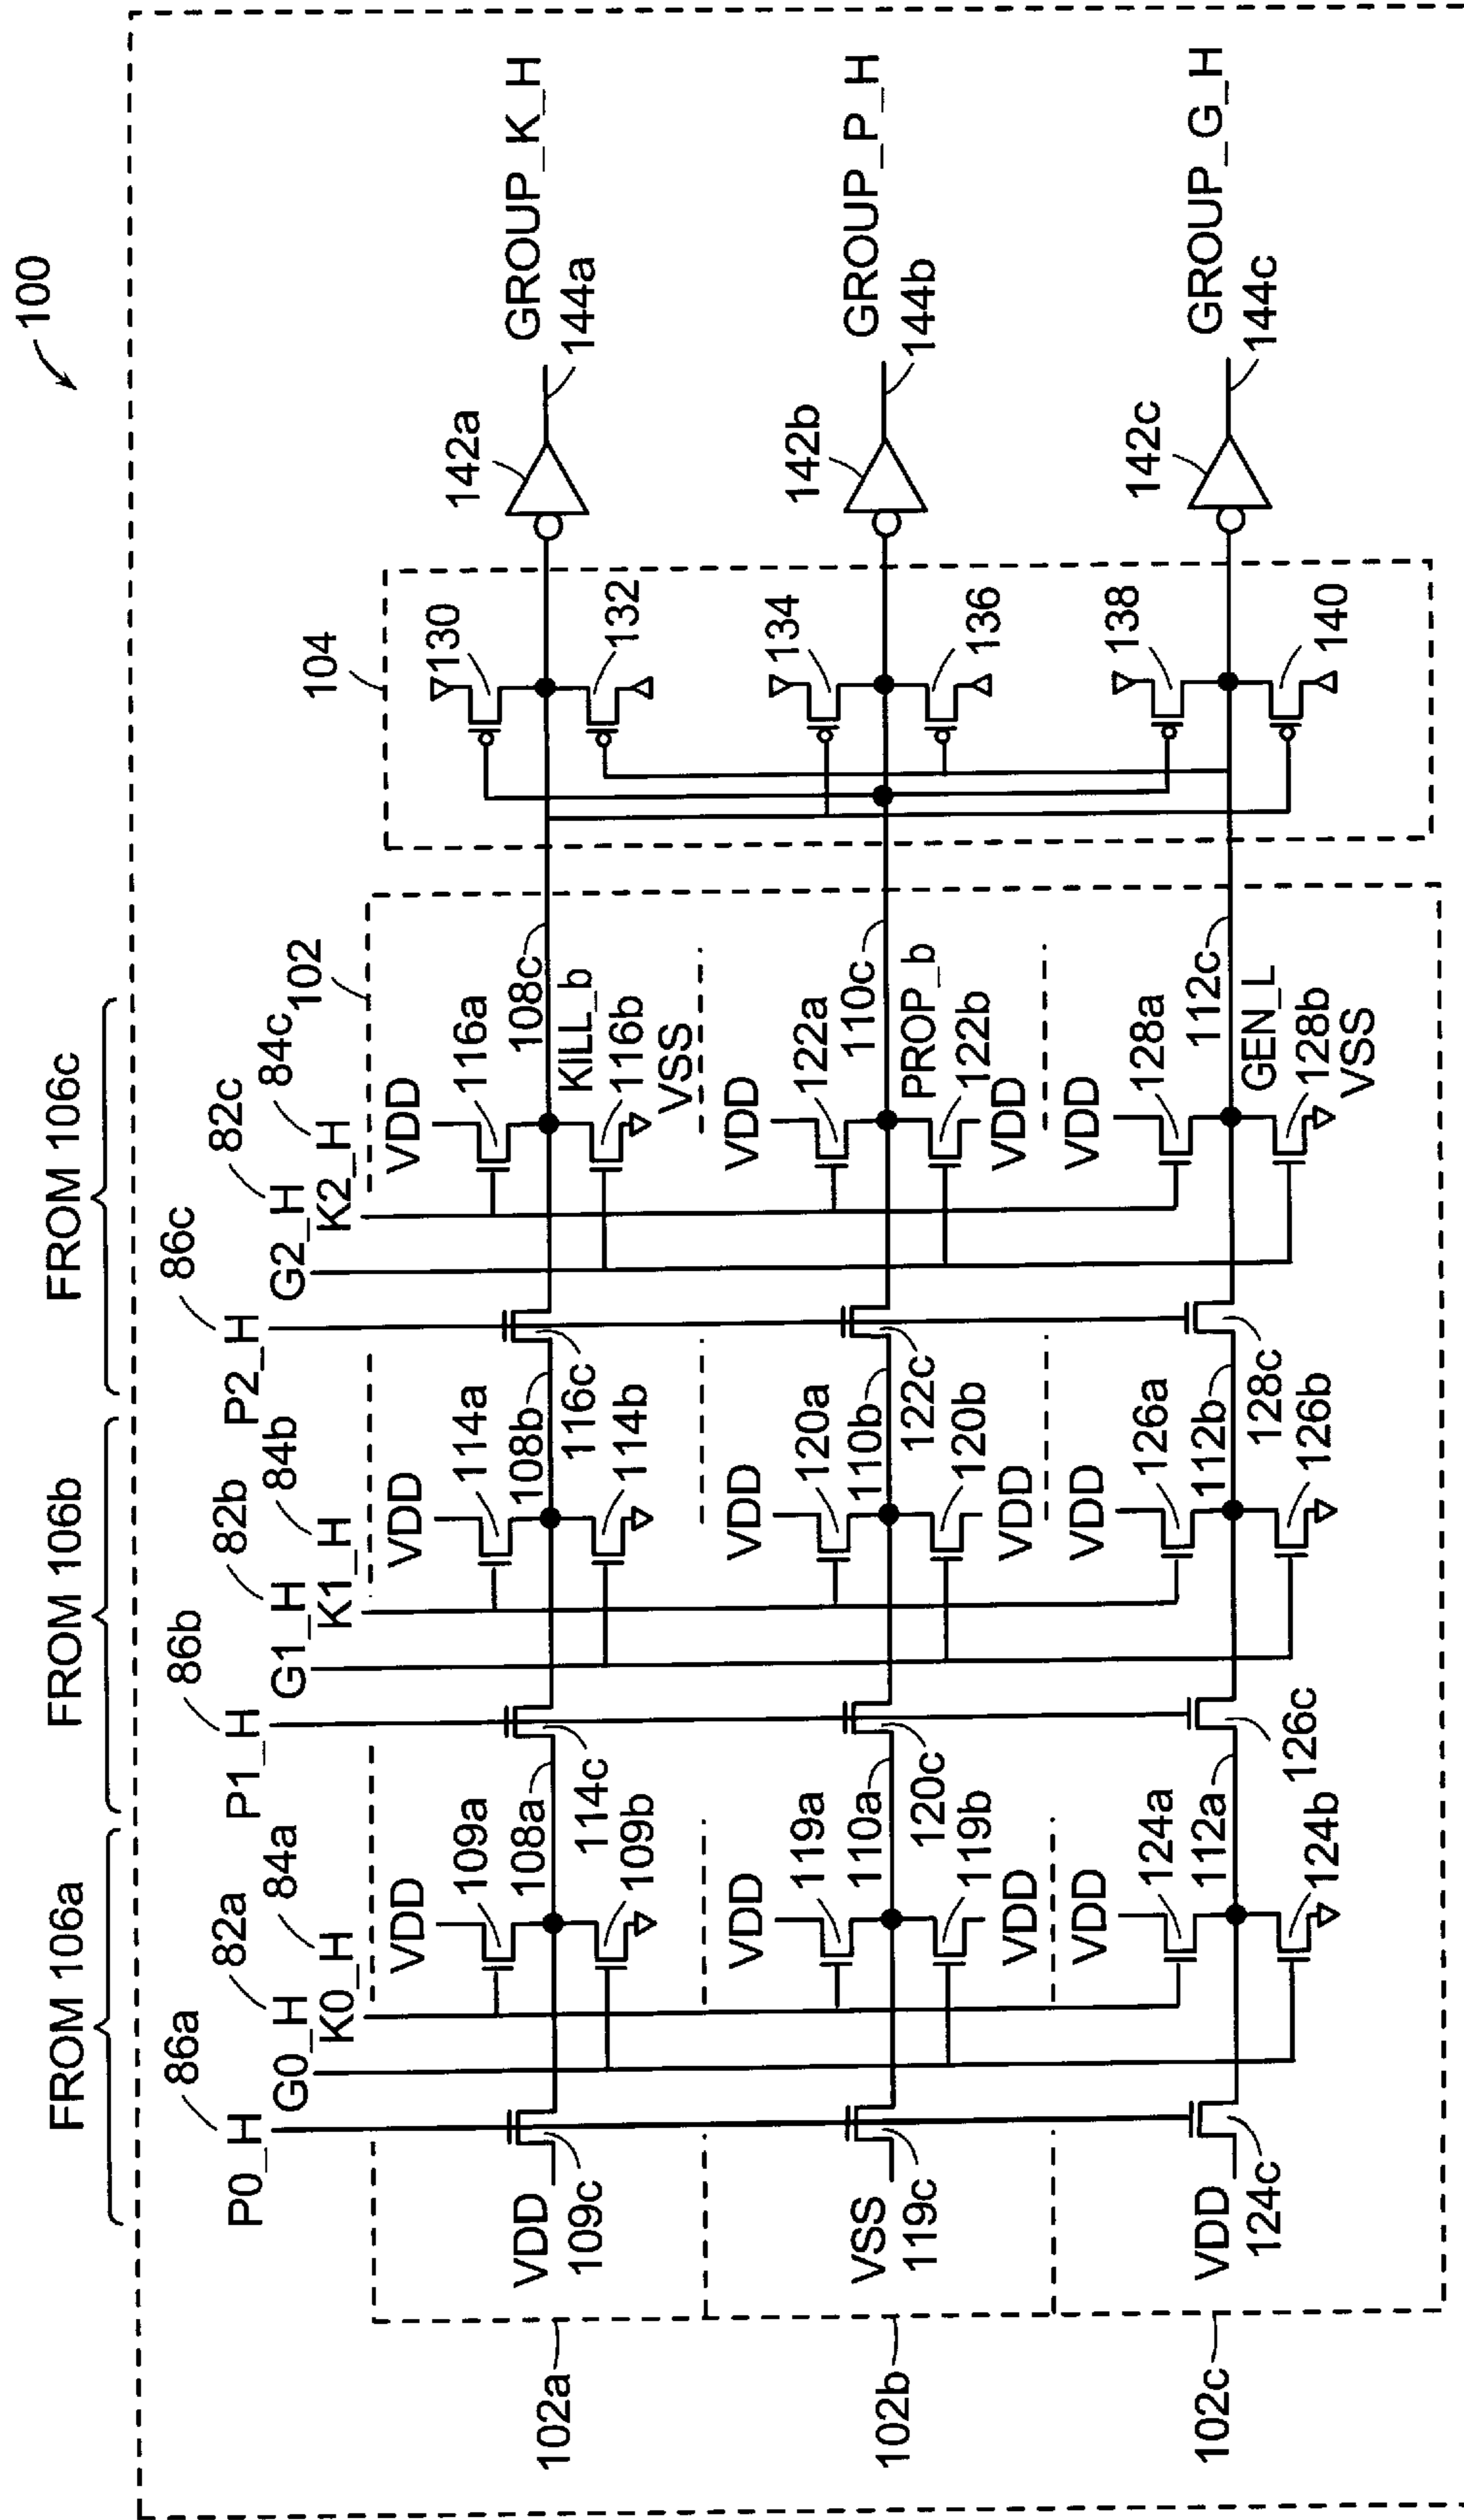 100
FROM 106a
FROM 106b
FROM 106c
86a
86b
86c
P0_H
P1_H
P2_H
82a
84a
82b
84b
82c
84c
G0_H
K0_H
G1_H
K1_H
G2_H
K2_H
102
104
102a
VDD
109c
VDD
109a
108a
109b
114c
VDD
114a
108b
114b
116c
VDD
116a
108c
KILL_b
116b
VSS
130
132
142a
144a
GROUP_K_H
102b
VSS
119c
VDD
119a
110a
119b
VDD
120c
VDD
120a
110b
120b
VDD
122c
VDD
122a
110c
PROP_b
122b
VDD
134
136
142b
144b
GROUP_P_H
102c
VDD
124c
VDD
124a
112a
124b
126c
VDD
126a
112b
126b
128c
VDD
128a
112c
GEN_L
128b
VSS
138
140
142c
144c
GROUP_G_H